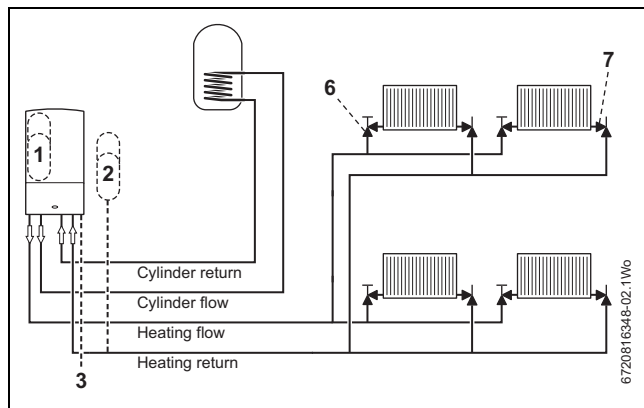 6
7
1
2
Cylinder return
Cylinder flow
Heating flow
Heating return
3
6720816348-02.1Wo